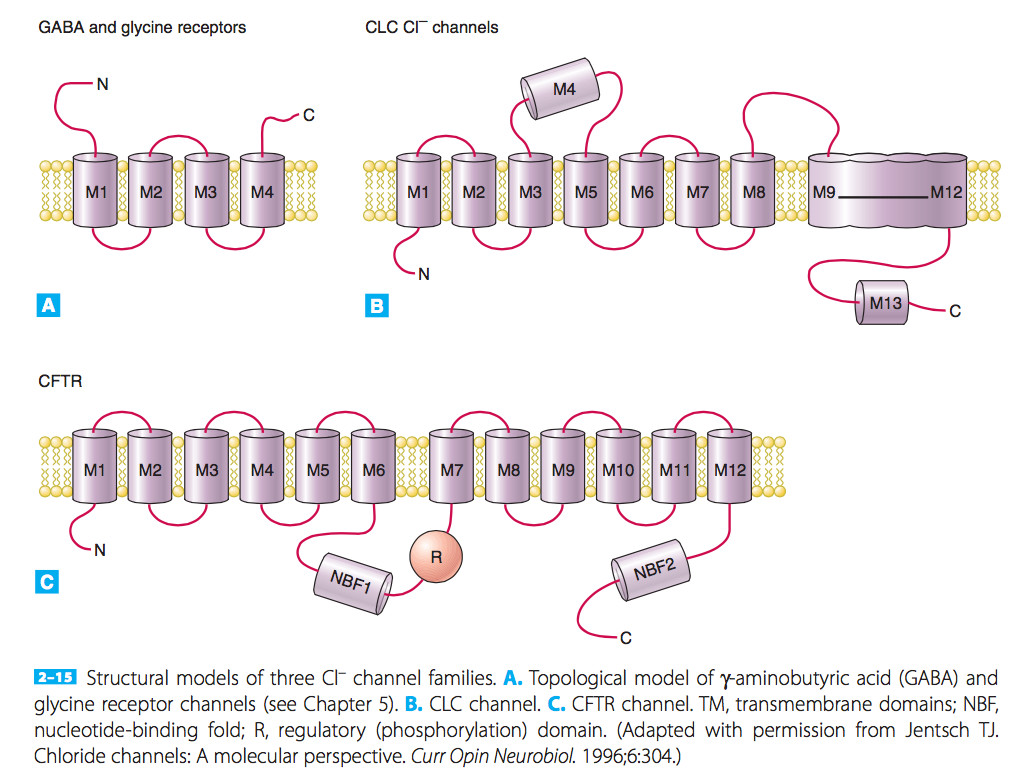 GABA and glycine receptors
N
C
M1 M2 M3 M4
A
CLC Cl⁻ channels
M4
M1 M2 M3 M5 M6 M7 M8 M9 M12
N
M13 C
B
CFTR
M1 M2 M3 M4 M5 M6 M7 M8 M9 M10 M11 M12
N
R
NBF1
NBF2
C
C
2–15 Structural models of three Cl⁻ channel families. A. Topological model of γ-aminobutyric acid (GABA) and
glycine receptor channels (see Chapter 5). B. CLC channel. C. CFTR channel. TM, transmembrane domains; NBF,
nucleotide-binding fold; R, regulatory (phosphorylation) domain. (Adapted with permission from Jentsch TJ.
Chloride channels: A molecular perspective. Curr Opin Neurobiol. 1996;6:304.)